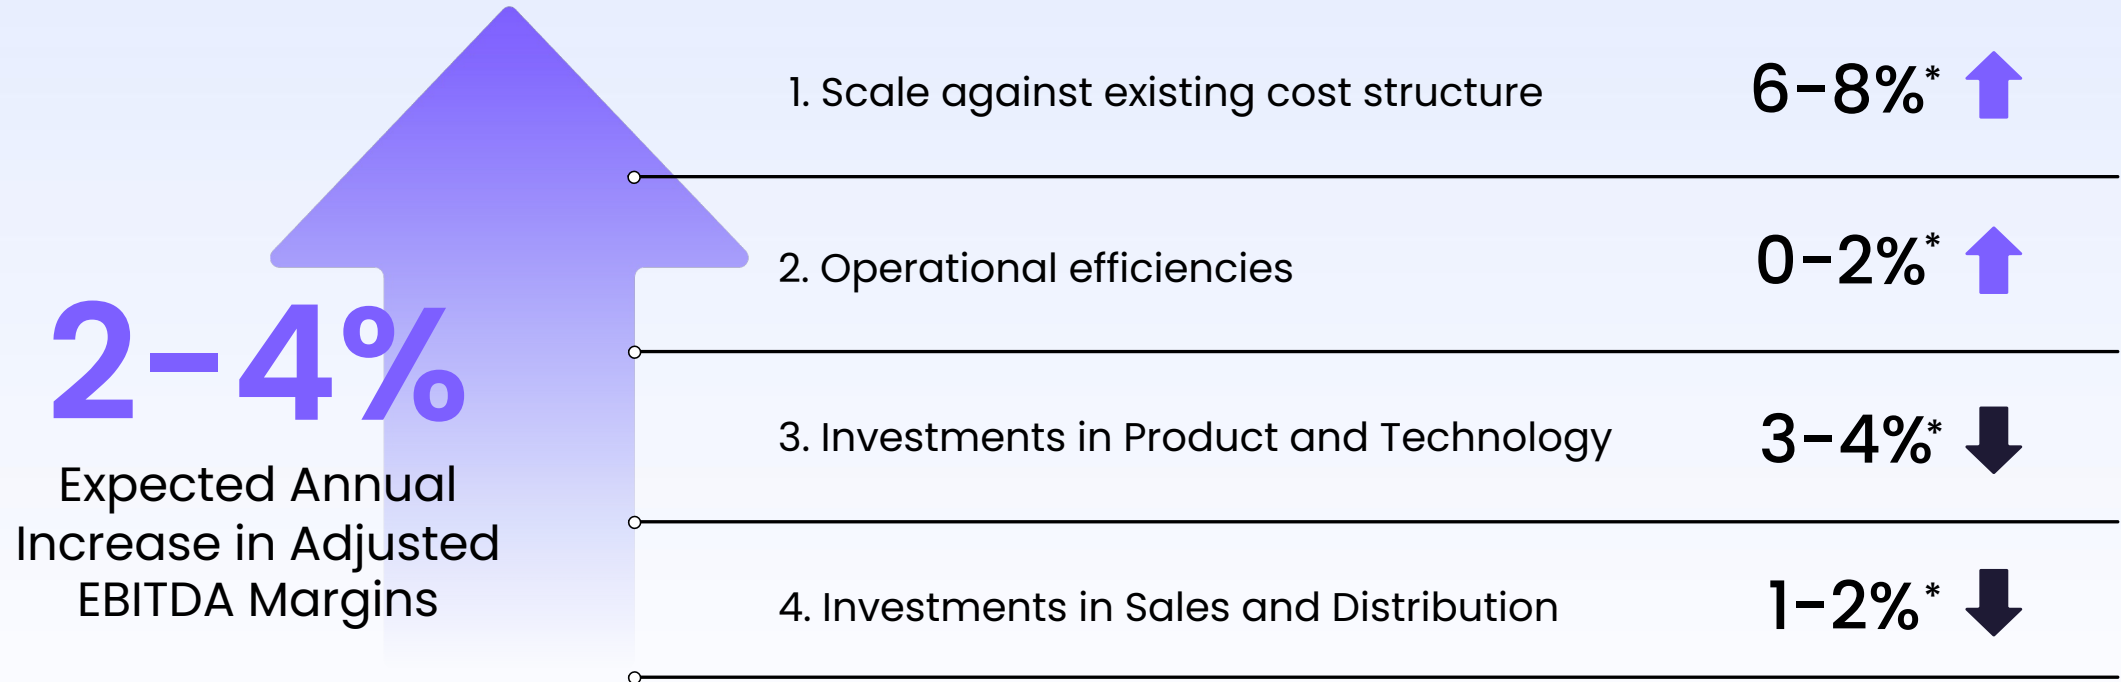 2-4%
Expected Annual
Increase in Adjusted
EBITDA Margins
1. Scale against existing cost structure 6-8%*
2. Operational efficiencies 0-2%*
3. Investments in Product and Technology 3-4%*
4. Investments in Sales and Distribution 1-2%*